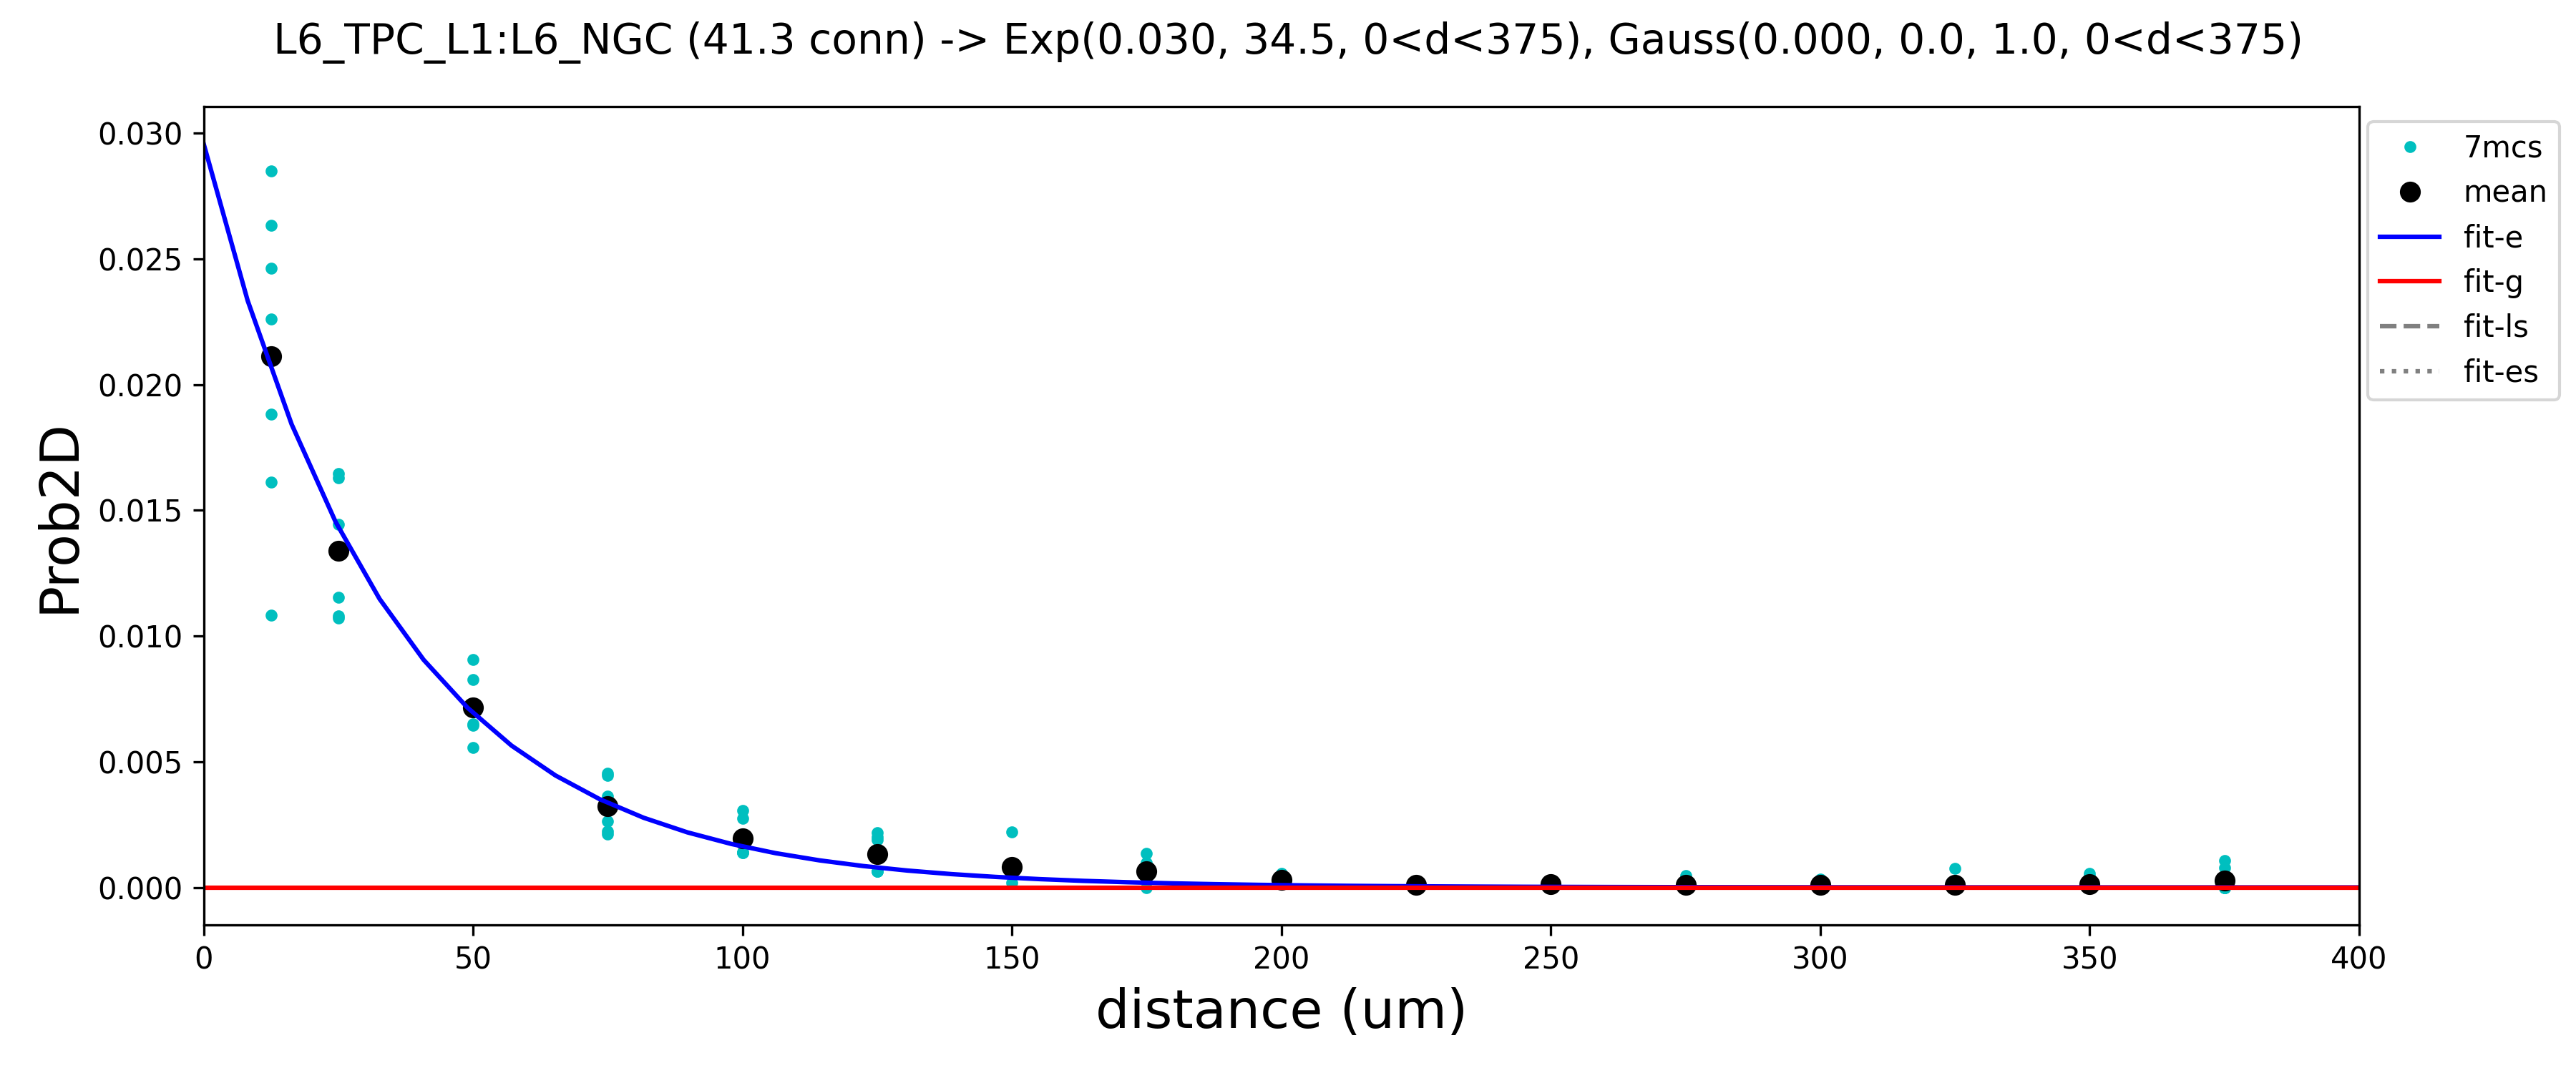 L6_TPC_L1:L6_NGC (41.3 conn) -> Exp(0.030, 34.5, 0<d<375), Gauss(0.000, 0.0, 1.0, 0<d<375)
0.030
0.025
0.020
0.015
0.010
0.005
0.000
Prob2D
0 50 100 150 200 250 300 350 400
distance (um)
7mcs
mean
fit-e
fit-g
fit-ls
fit-es